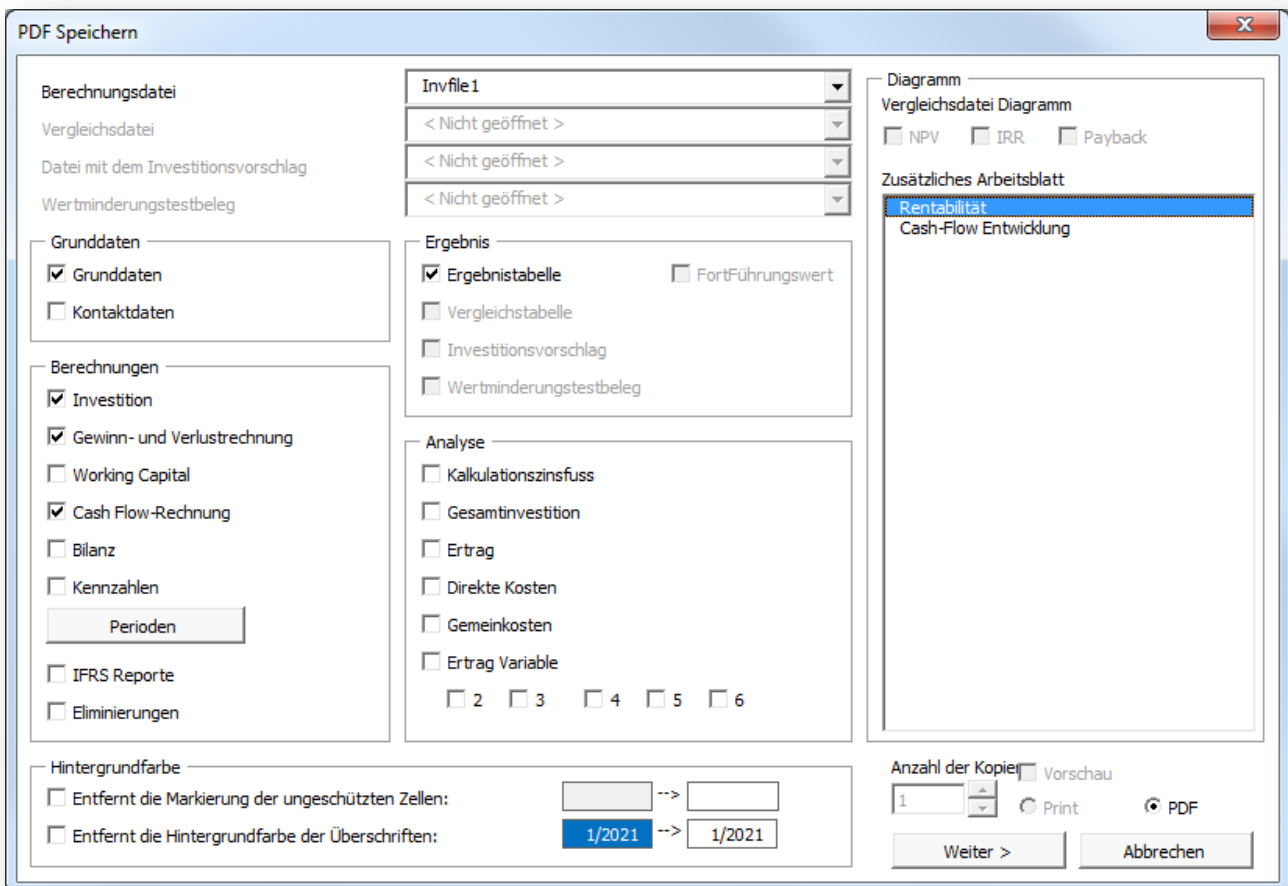 PDF Speichern
Berechnungsdatei
Invfile1
Vergleichsdatei
< Nicht geöffnet >
Datei mit dem Investitionsvorschlag
< Nicht geöffnet >
Wertminderungstestbeleg
< Nicht geöffnet >
Grunddaten
Grunddaten
Kontaktdaten
Berechnungen
Investition
Gewinn- und Verlustrechnung
Working Capital
Cash Flow-Rechnung
Bilanz
Kennzahlen
Perioden
IFRS Reporte
Eliminierungen
Ergebnis
Ergebnistabelle FortFührungswert
Vergleichstabelle
Investitionsvorschlag
Wertminderungstestbeleg
Analyse
Kalkulationszinsfuss
Gesamtinvestition
Ertrag
Direkte Kosten
Gemeinkosten
Ertrag Variable
2 3 4 5 6
Diagramm
Vergleichsdatei Diagramm
NPV IRR Payback
Zusätzliches Arbeitsblatt
Rentabilität
Cash-Flow Entwicklung
Hintergrundfarbe
Entfernt die Markierung der ungeschützten Zellen: -->
Entfernt die Hintergrundfarbe der Überschriften: 1/2021 --> 1/2021
Anzahl der Kopier Vorschau
1 Print PDF
Weiter > Abbrechen